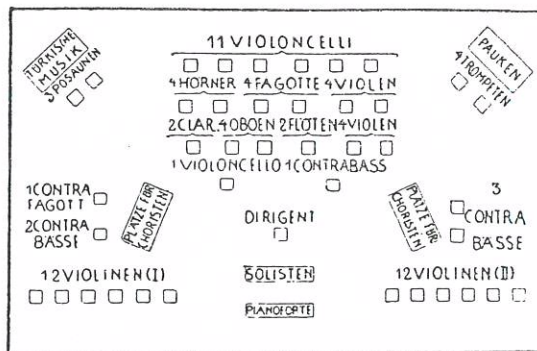 TÜRKISCHE
MUSIK
3 POSAUNEN
11 VIOLONCELLI
PAUKEN
4 TROMPETEN
4 HÖRNER 4 FAGOTTE 4 VIOLEN
2 CLAR. 4 OBOEN 2 FLÖTEN 4 VIOLEN
1 VIOLONCELLO 1 CONTRABASS
1 CONTRA
FAGOTT
2 CONTRA
BÄSSE
PLÄTZE FÜR
CHORISTEN
DIRIGENT
PLÄTZE FÜR
CHORISTEN
3
CONTRA
BÄSSE
12 VIOLINEN (I)
SOLISTEN
12 VIOLINEN (II)
PIANOFORTE